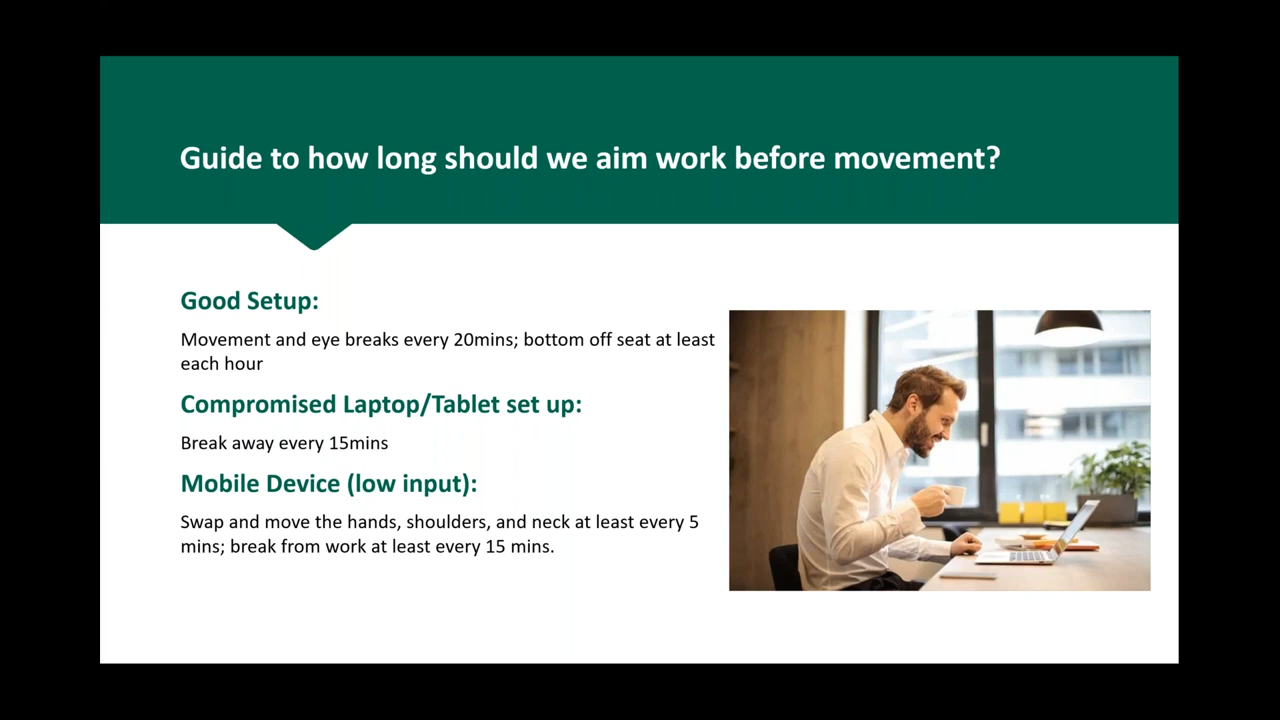 Guide to how long should we aim work before movement?
Good Setup:
Movement and eye breaks every 20mins; bottom off seat at least
each hour
Compromised Laptop/Tablet set up:
Break away every 15mins
Mobile Device (low input):
Swap and move the hands, shoulders, and neck at least every 5
mins; break from work at least every 15 mins.